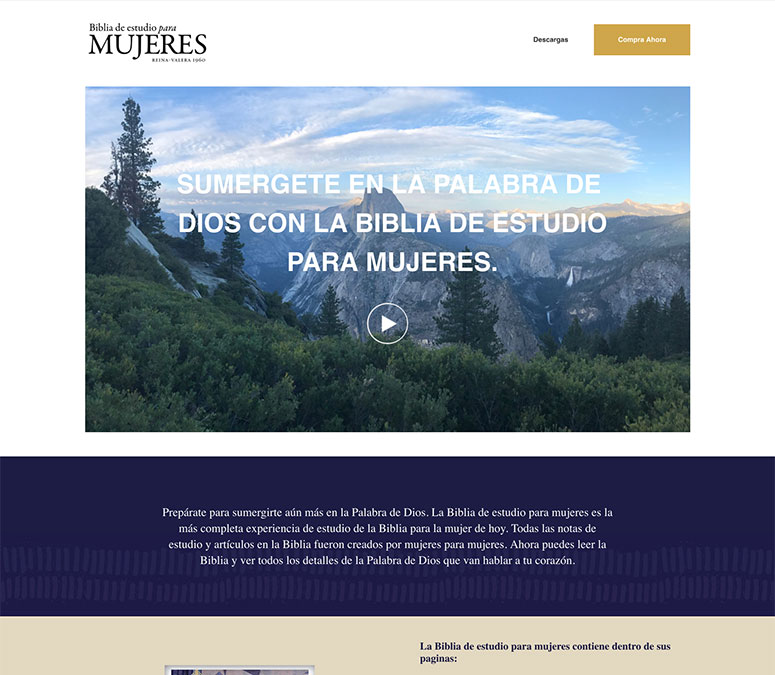 Biblia de estudio para
MUJERES
REINA-VALERA 1960
Descargas
Compra Ahora
SUMERGETE EN LA PALABRA DE
DIOS CON LA BIBLIA DE ESTUDIO
PARA MUJERES.
Prepárate para sumergirte aún más en la Palabra de Dios. La Biblia de estudio para mujeres es la
más completa experiencia de estudio de la Biblia para la mujer de hoy. Todas las notas de
estudio y artículos en la Biblia fueron creados por mujeres para mujeres. Ahora puedes leer la
Biblia y ver todos los detalles de la Palabra de Dios que van hablar a tu corazón.
La Biblia de estudio para mujeres contiene dentro de sus
paginas: